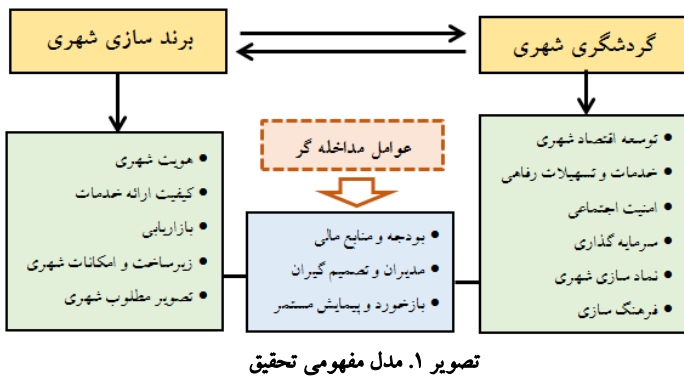 گردشگری شهری
برند سازی شهری
توسعه اقتصاد شهری
خدمات و تسهیلات رفاهی
امنیت اجتماعی
سرمایه گذاری
نماد سازی شهری
فرهنگ سازی
عوامل مداخله گر
بودجه و منابع مالی
مدیران و تصمیم گیران
بازخورد و پیمایش مستمر
هویت شهری
کیفیت ارائه خدمات
بازاریابی
زیرساخت و امکانات شهری
تصویر مطلوب شهری
تصویر ۱. مدل مفهومی تحقیق